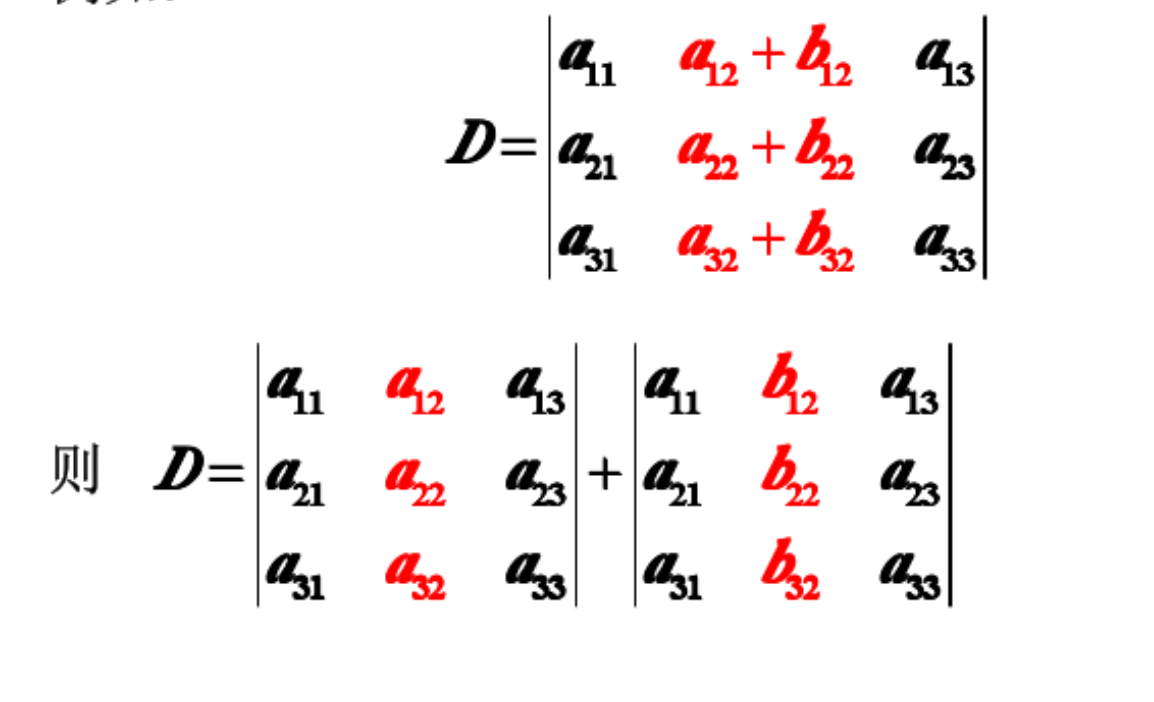 a11 a12 + b12 a13
D= a21 a22 + b22 a23
a31 a32 + b32 a33
a11 a12 a13 a11 b12 a13
则 D= a21 a22 a23 + a21 b22 a23
a31 a32 a33 a31 b32 a33